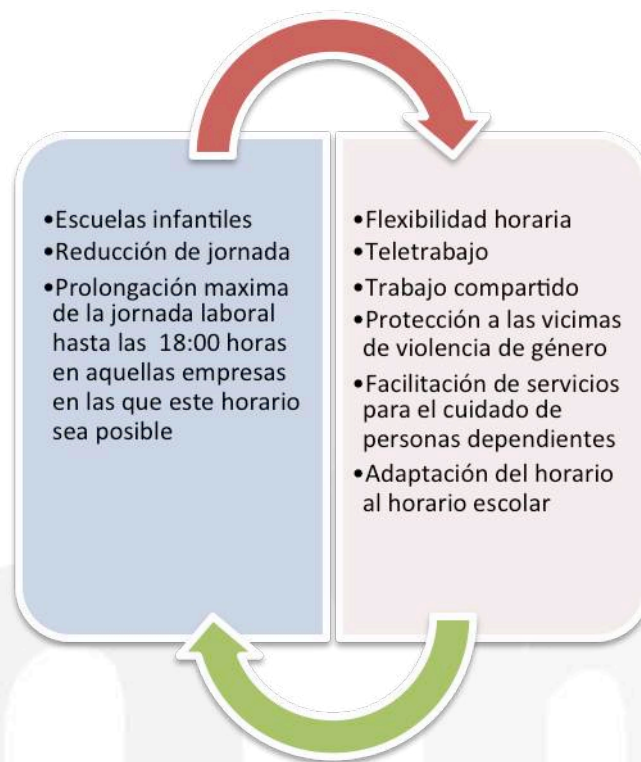 •Escuelas infantiles
•Reducción de jornada
•Prolongación maxima
de la jornada laboral
hasta las 18:00 horas
en aquellas empresas
en las que este horario
sea posible
•Flexibilidad horaria
•Teletrabajo
•Trabajo compartido
•Protección a las vicimas
de violencia de género
•Facilitación de servicios
para el cuidado de
personas dependientes
•Adaptación del horario
al horario escolar